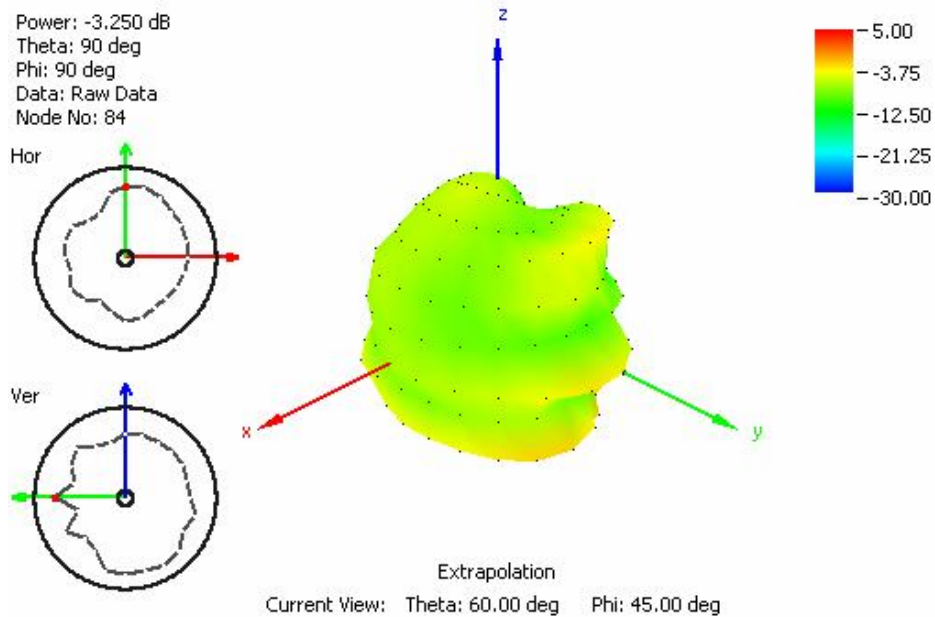 Power: -3.250 dB
Theta: 90 deg
Phi: 90 deg
Data: Raw Data
Node No: 84
Hor
Ver
z
x
y
5.00
-3.75
-12.50
-21.25
-30.00
Extrapolation
Current View: Theta: 60.00 deg Phi: 45.00 deg